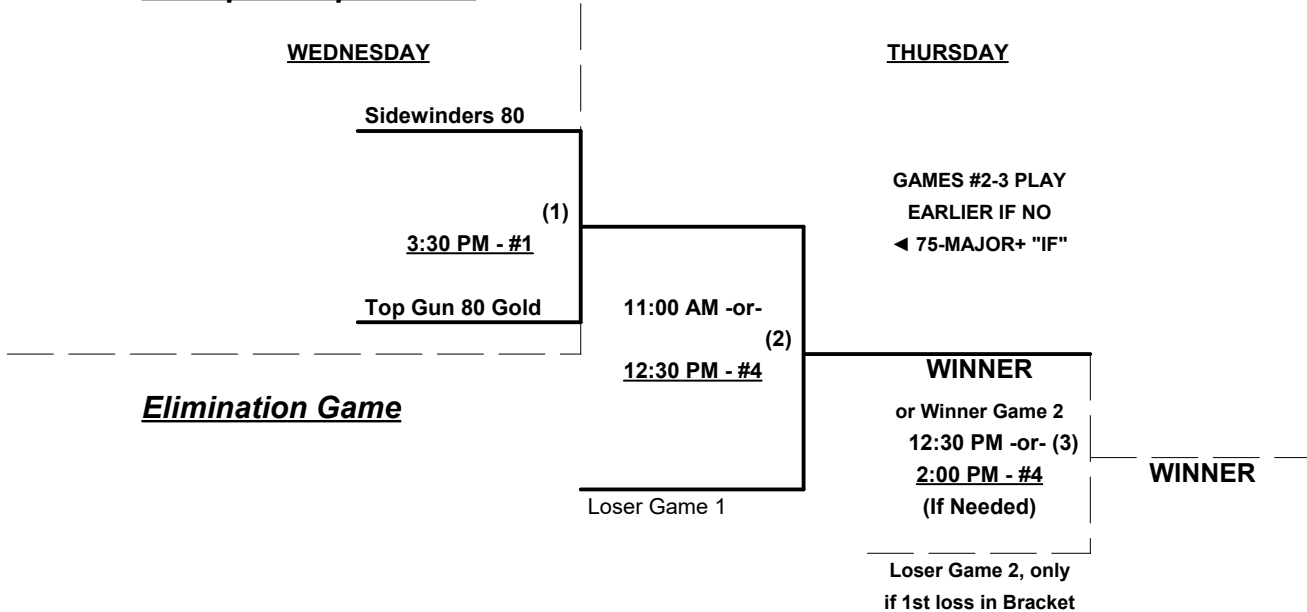 WEDNESDAY
THURSDAY
Sidewinders 80
GAMES #2-3 PLAY
EARLIER IF NO
◄ 75-MAJOR+ "IF"
(1)
3:30 PM - #1
Top Gun 80 Gold
11:00 AM -or-
(2)
12:30 PM - #4
WINNER
Elimination Game
or Winner Game 2
12:30 PM -or- (3)
2:00 PM - #4
(If Needed)
WINNER
Loser Game 1
Loser Game 2, only
if 1st loss in Bracket